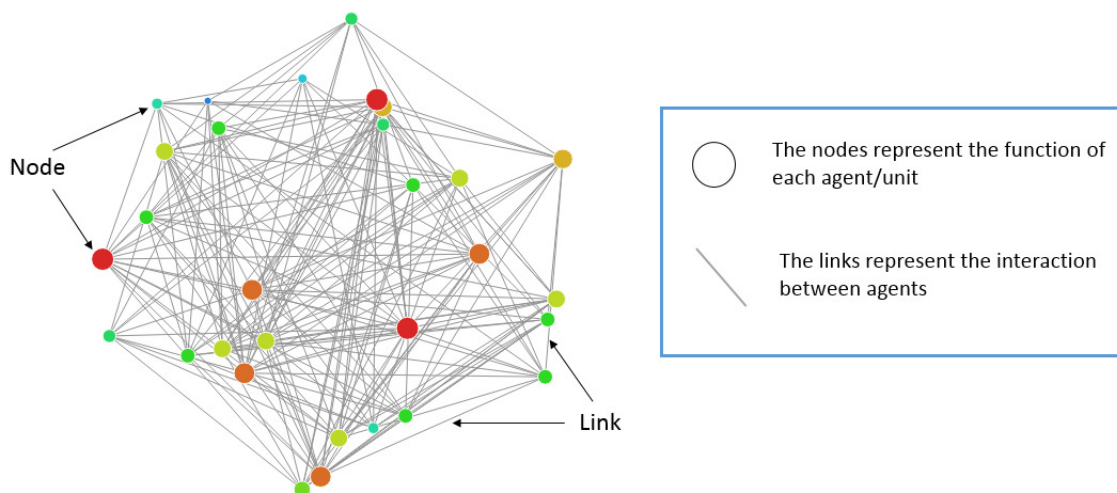 Node
Link
The nodes represent the function of
each agent/unit
The links represent the interaction
between agents